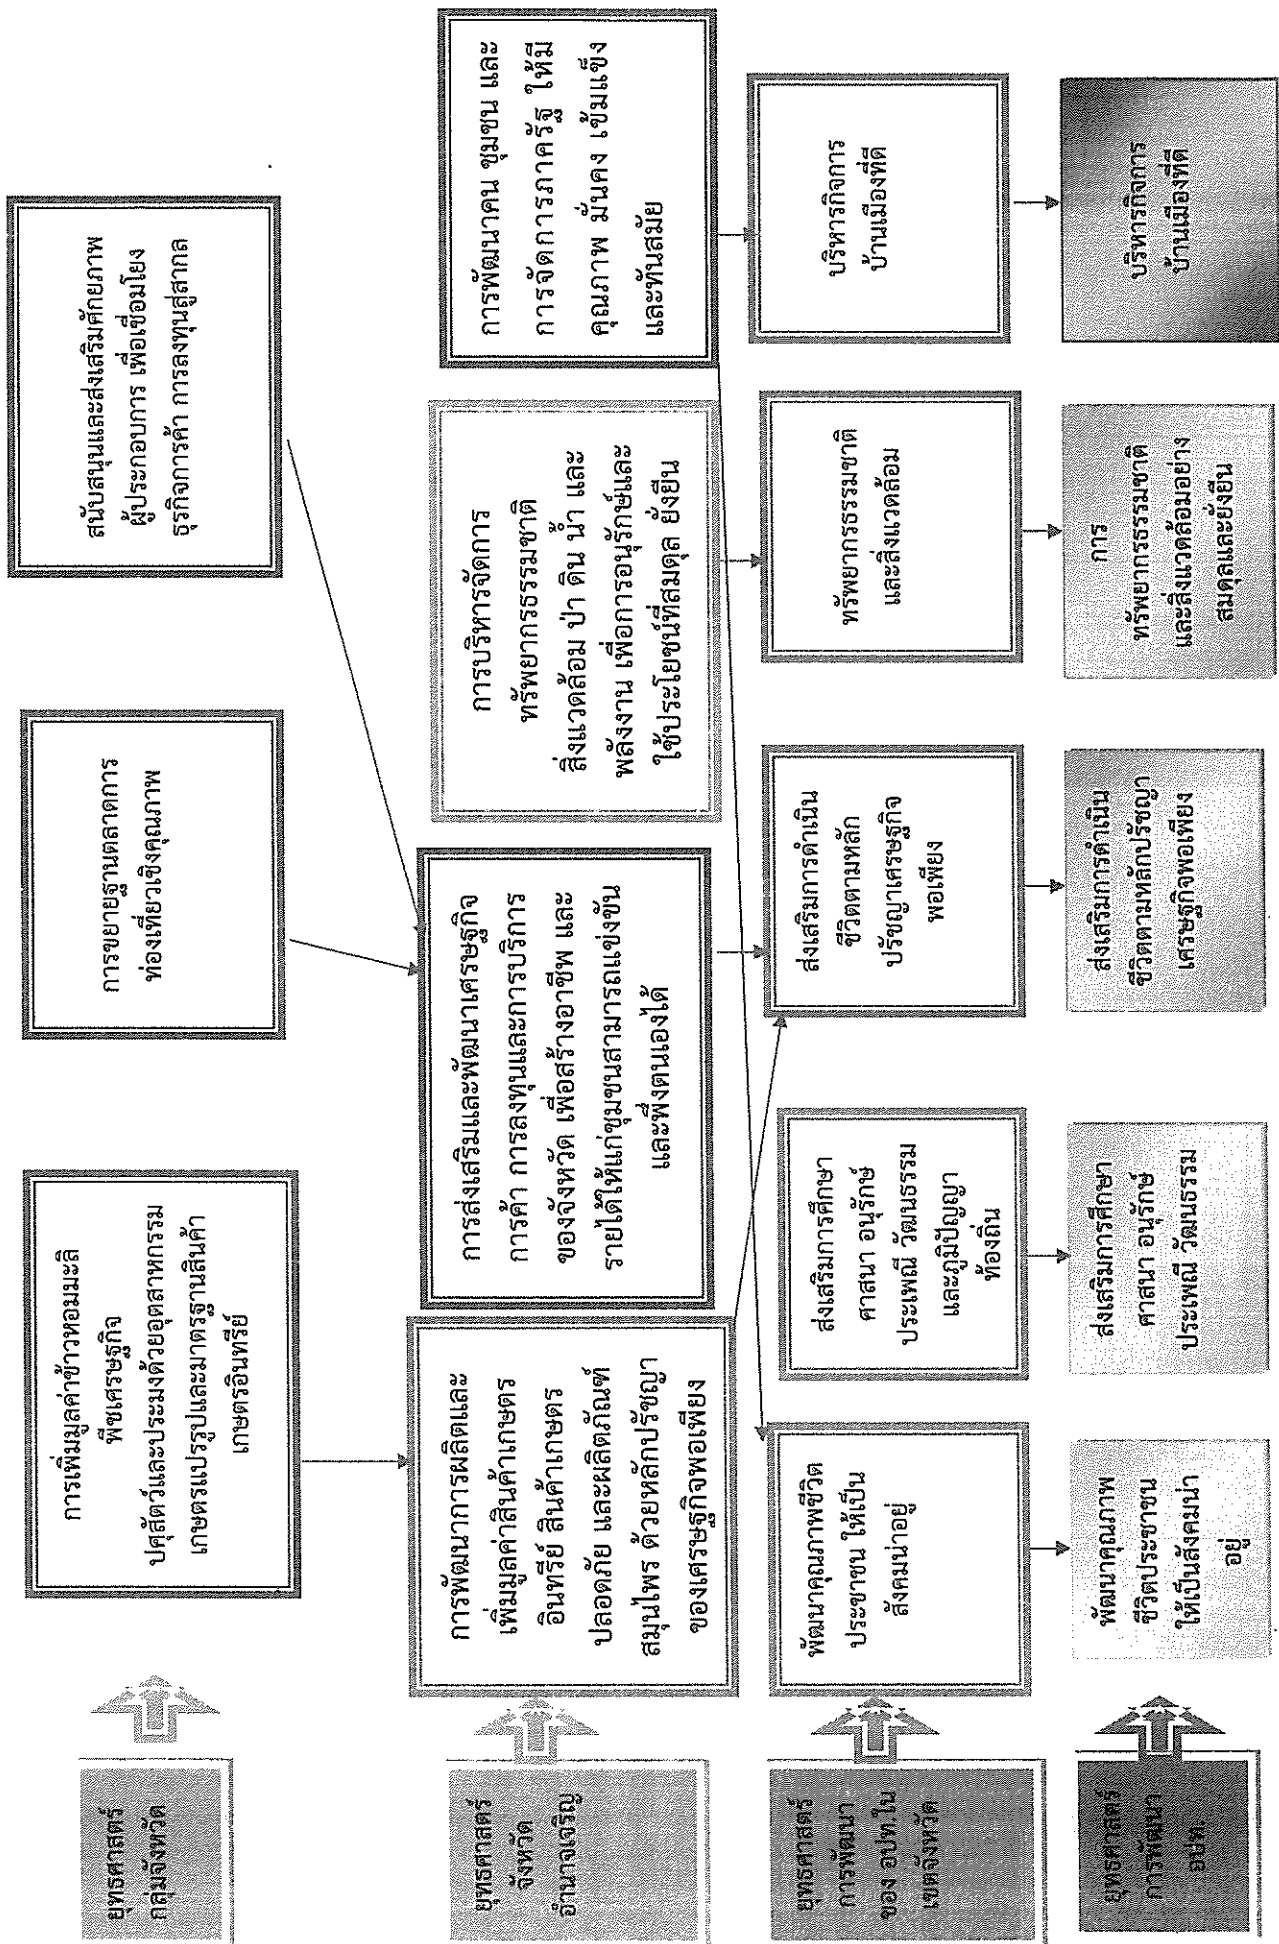 ยุทธศาสตร์
กลุ่มจังหวัด
การเพิ่มมูลค่าข้าวหอมมะลิ
พืชเศรษฐกิจ
ปศุสัตว์และประมงด้วยอุตสาหกรรม
เกษตรแปรรูปและมาตรฐานสินค้า
เกษตรอินทรีย์
การขยายฐานตลาดการ
ท่องเที่ยวเชิงคุณภาพ
สนับสนุนและส่งเสริมศักยภาพ
ผู้ประกอบการ เพื่อเชื่อมโยง
ธุรกิจการค้า การลงทุนสู่สากล
ยุทธศาสตร์
จังหวัด
อำนาจเจริญ
การพัฒนาการผลิตและ
เพิ่มมูลค่าสินค้าเกษตร
อินทรีย์ สินค้าเกษตร
ปลอดภัย และผลิตภัณฑ์
สมุนไพร ด้วยหลักปรัชญา
ของเศรษฐกิจพอเพียง
การส่งเสริมและพัฒนาเศรษฐกิจ
การค้า การลงทุนและการบริการ
ของจังหวัด เพื่อสร้างอาชีพ และ
รายได้ให้แก่ชุมชนสามารถแข่งขัน
และพึ่งตนเองได้
การบริหารจัดการ
ทรัพยากรธรรมชาติ
สิ่งแวดล้อม ป่า ดิน น้ำ และ
พลังงาน เพื่อการอนุรักษ์และ
ใช้ประโยชน์ที่สมดุล ยั่งยืน
การพัฒนาคน ชุมชน และ
การจัดการภาครัฐ ให้มี
คุณภาพ มั่นคง เข้มแข็ง
และทันสมัย
ยุทธศาสตร์
การพัฒนา
ของ อปท.ใน
เขตจังหวัด
พัฒนาคุณภาพชีวิต
ประชาชน ให้เป็น
สังคมน่าอยู่
ส่งเสริมการศึกษา
ศาสนา อนุรักษ์
ประเพณี วัฒนธรรม
และภูมิปัญญา
ท้องถิ่น
ส่งเสริมการดำเนิน
ชีวิตตามหลัก
ปรัชญาเศรษฐกิจ
พอเพียง
ทรัพยากรธรรมชาติ
และสิ่งแวดล้อม
บริหารกิจการ
บ้านเมืองที่ดี
ยุทธศาสตร์
การพัฒนา
อปท.
พัฒนาคุณภาพ
ชีวิตประชาชน
ให้เป็นสังคมน่า
อยู่
ส่งเสริมการศึกษา
ศาสนา อนุรักษ์
ประเพณี วัฒนธรรม
ส่งเสริมการดำเนิน
ชีวิตตามหลักปรัชญา
เศรษฐกิจพอเพียง
การ
ทรัพยากรธรรมชาติ
และสิ่งแวดล้อมอย่าง
สมดุลและยั่งยืน
บริหารกิจการ
บ้านเมืองที่ดี